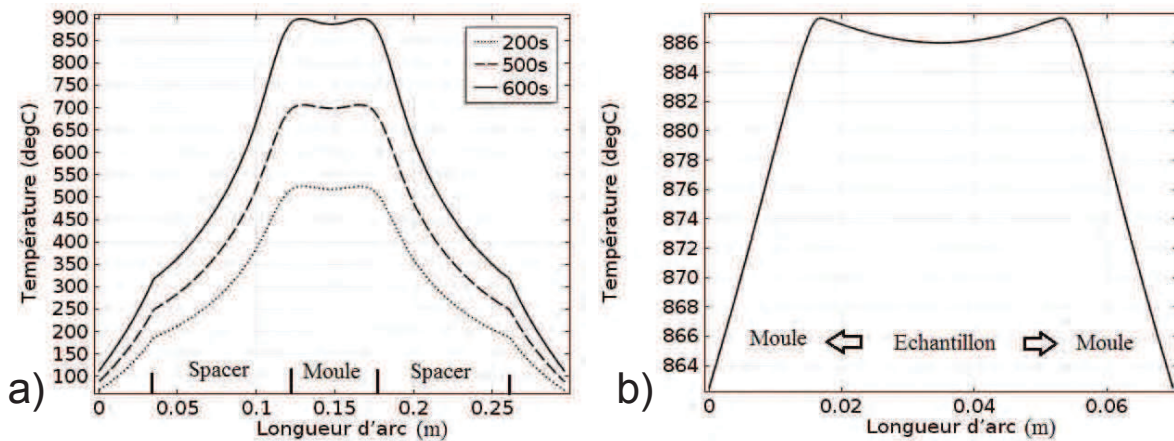 a)
Température (degC)
900
850
800
750
700
650
600
550
500
450
400
350
300
250
200
150
100
200s
500s
600s
Spacer
Moule
Spacer
0
0.05
0.1
0.15
0.2
0.25
Longueur d'arc (m)
b)
Température (degC)
886
884
882
880
878
876
874
872
870
868
866
864
Moule
Echantillon
Moule
0
0.02
0.04
0.06
Longueur d'arc (m)